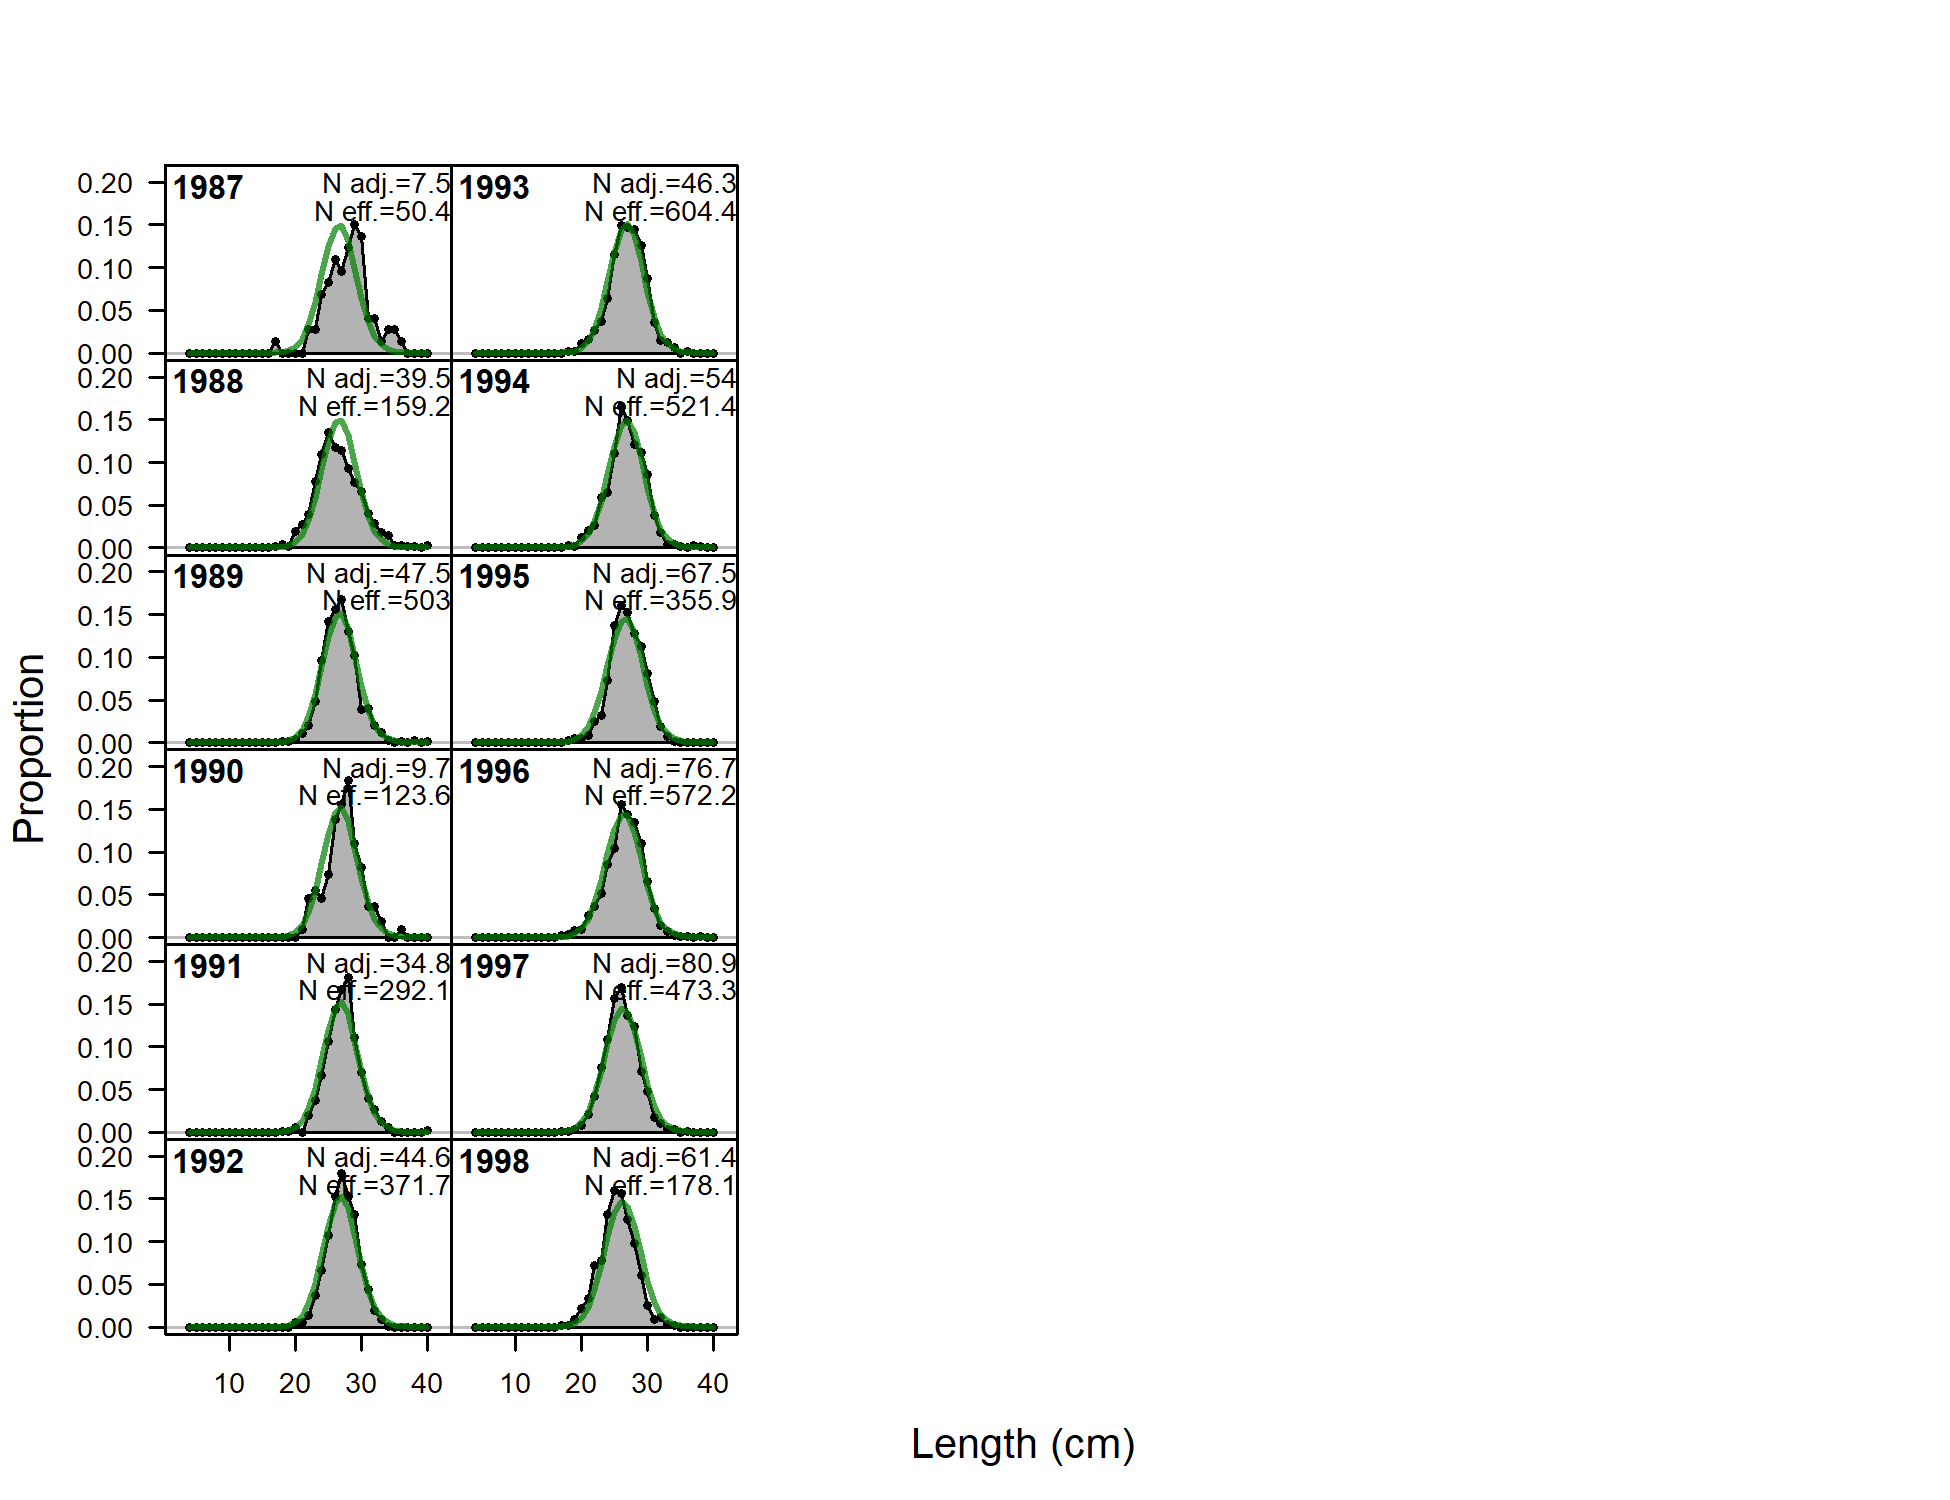 Proportion
1987
N adj.=7.5
N eff.=50.4
1988
N adj.=39.5
N eff.=159.2
1989
N adj.=47.5
N eff.=503
1990
N adj.=9.7
N eff.=123.6
1991
N adj.=34.8
N eff.=292.1
1992
N adj.=44.6
N eff.=371.7
1993
N adj.=46.3
N eff.=604.4
1994
N adj.=54
N eff.=521.4
1995
N adj.=67.5
N eff.=355.9
1996
N adj.=76.7
N eff.=572.2
1997
N adj.=80.9
N eff.=473.3
1998
N adj.=61.4
N eff.=178.1
0.20
0.15
0.10
0.05
0.00
0.20
0.15
0.10
0.05
0.00
0.20
0.15
0.10
0.05
0.00
0.20
0.15
0.10
0.05
0.00
0.20
0.15
0.10
0.05
0.00
0.20
0.15
0.10
0.05
0.00
10 20 30 40 10 20 30 40
Length (cm)